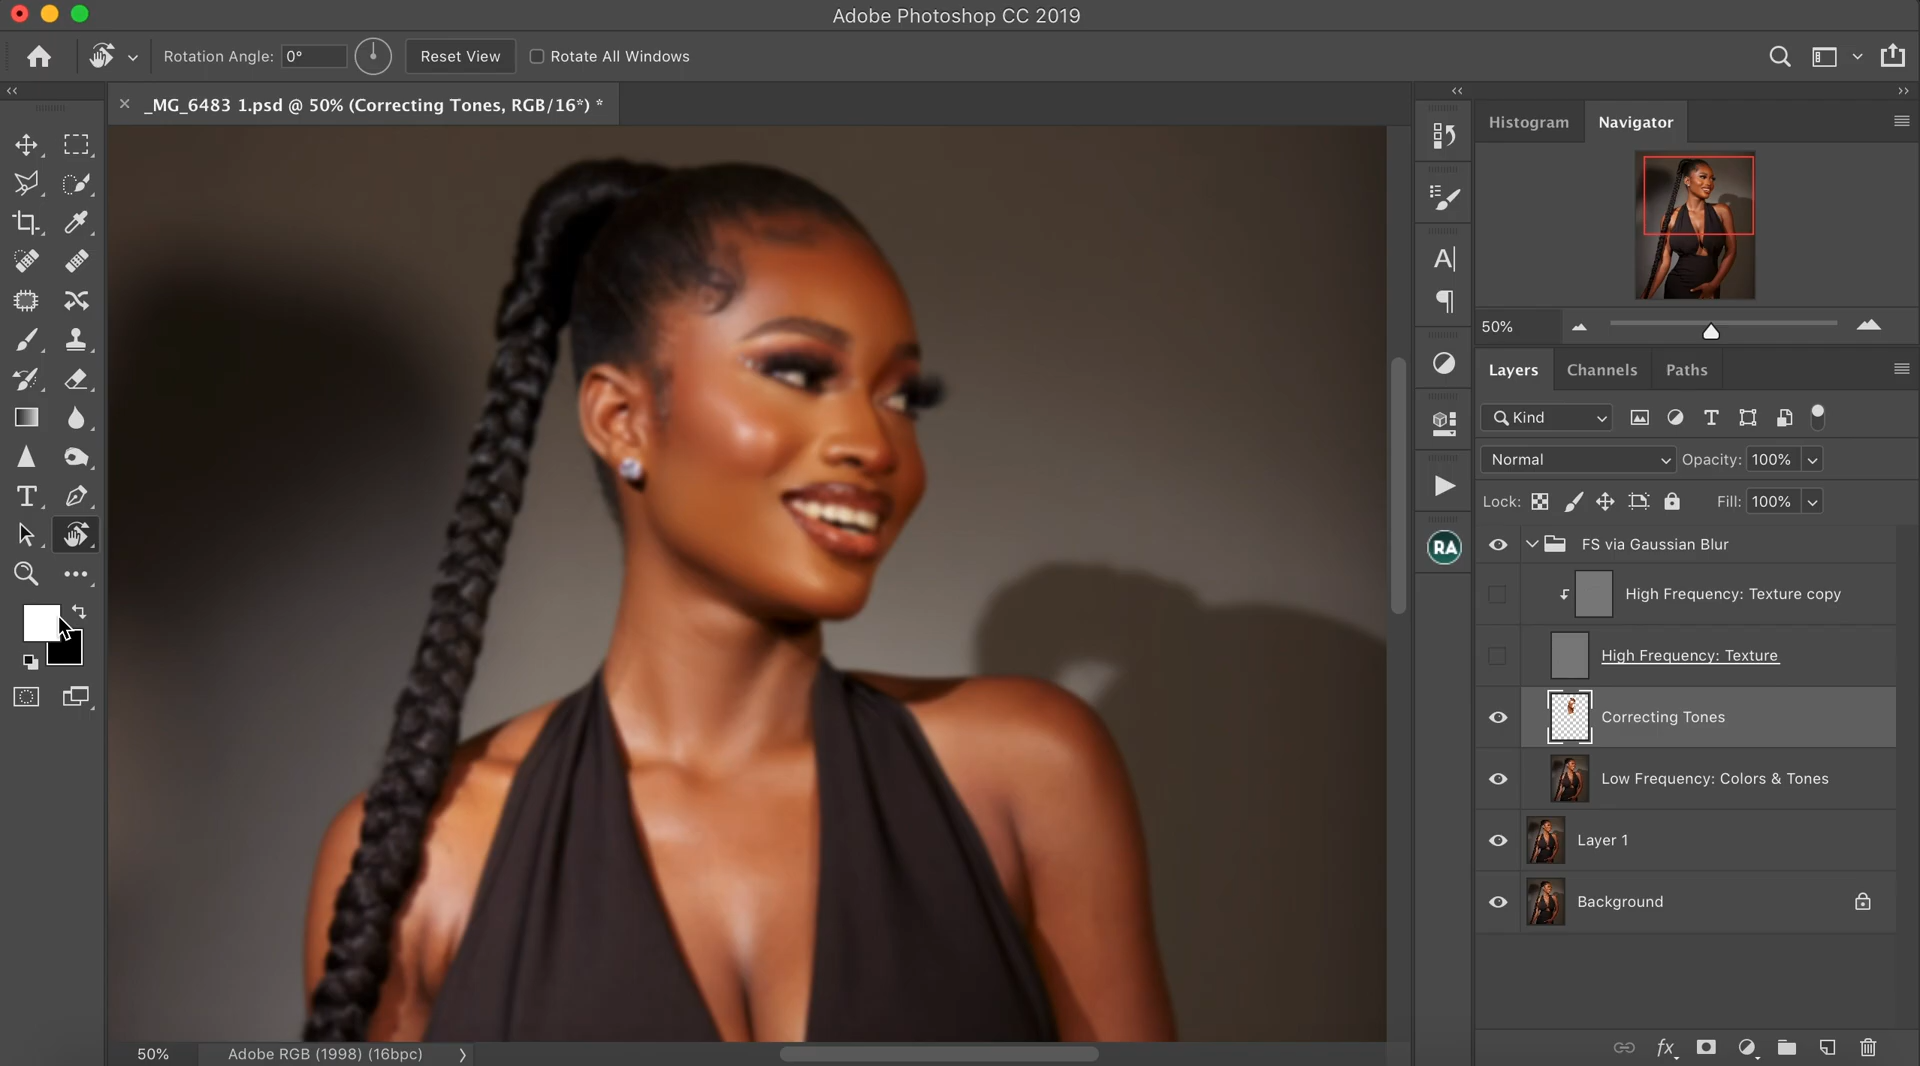 Adobe Photoshop CC 2019
Rotation Angle: 0° Reset View Rotate All Windows
_MG_6483 1.psd @ 50% (Correcting Tones, RGB/16*) *
Histogram Navigator
50%
Layers Channels Paths
Kind
Normal Opacity: 100%
Lock: Fill: 100%
FS via Gaussian Blur
High Frequency: Texture copy
High Frequency: Texture
Correcting Tones
Low Frequency: Colors & Tones
Layer 1
Background
RA
50% Adobe RGB (1998) (16bpc)